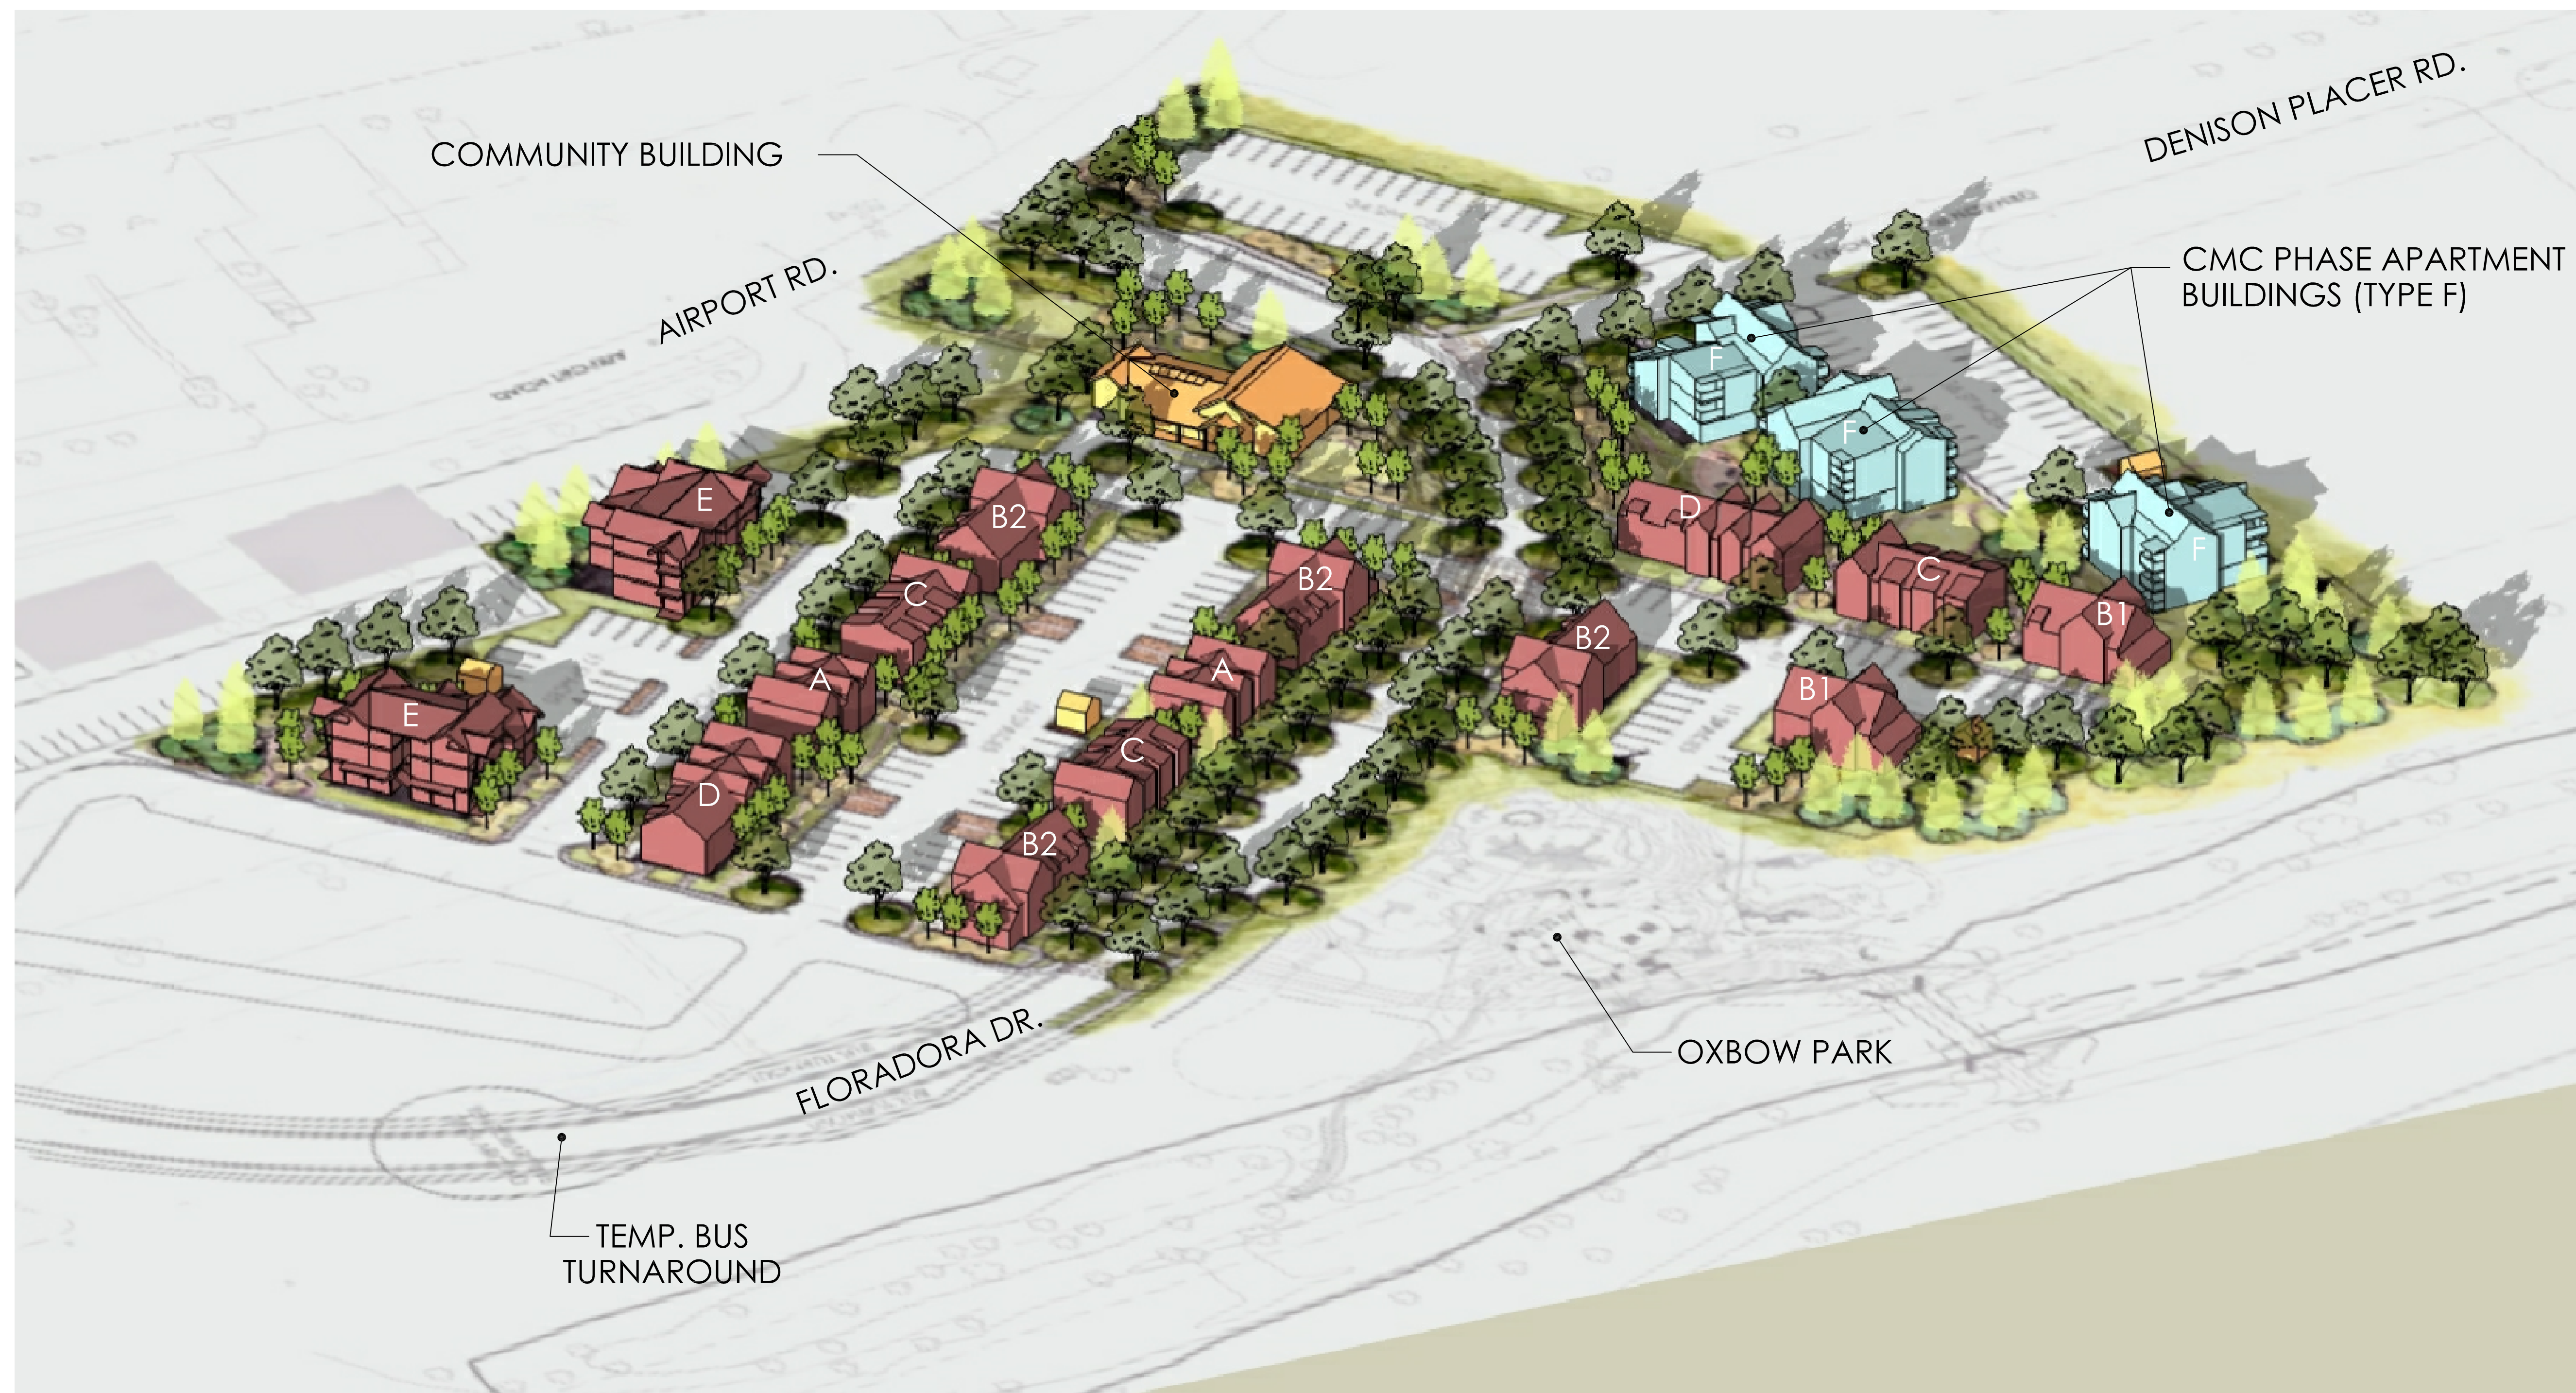 DENISON PLACER RD.
COMMUNITY BUILDING
CMC PHASE APARTMENT
BUILDINGS (TYPE F)
AIRPORT RD.
F
F
E
D
B2
F
C
B2
C
B1
B2
A
A
B1
E
C
D
B2
FLORADORA DR.
OXBOW PARK
TEMP. BUS
TURNAROUND